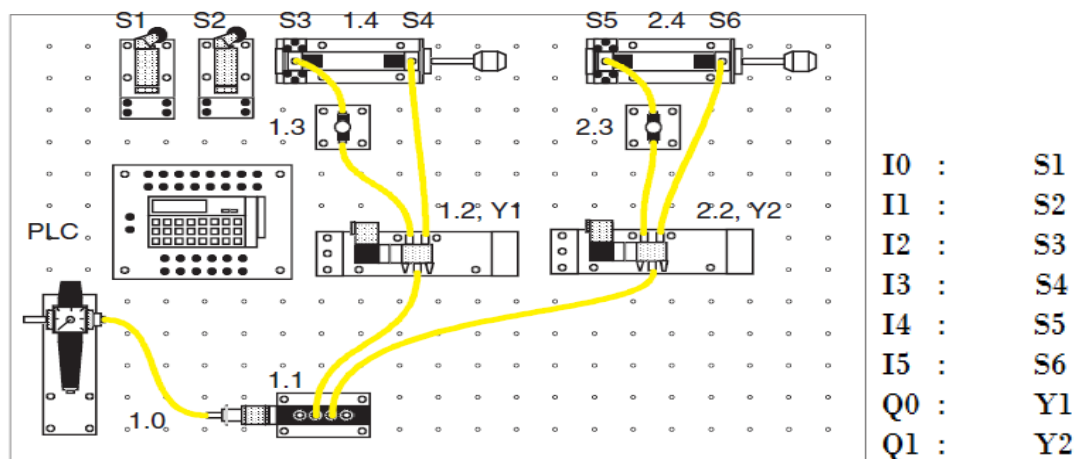 S1 S2 S3 1.4 S4 S5 2.4 S6
1.3 2.3
1.2, Y1 2.2, Y2
PLC
1.1
1.0
I0 : S1
I1 : S2
I2 : S3
I3 : S4
I4 : S5
I5 : S6
Q0 : Y1
Q1 : Y2